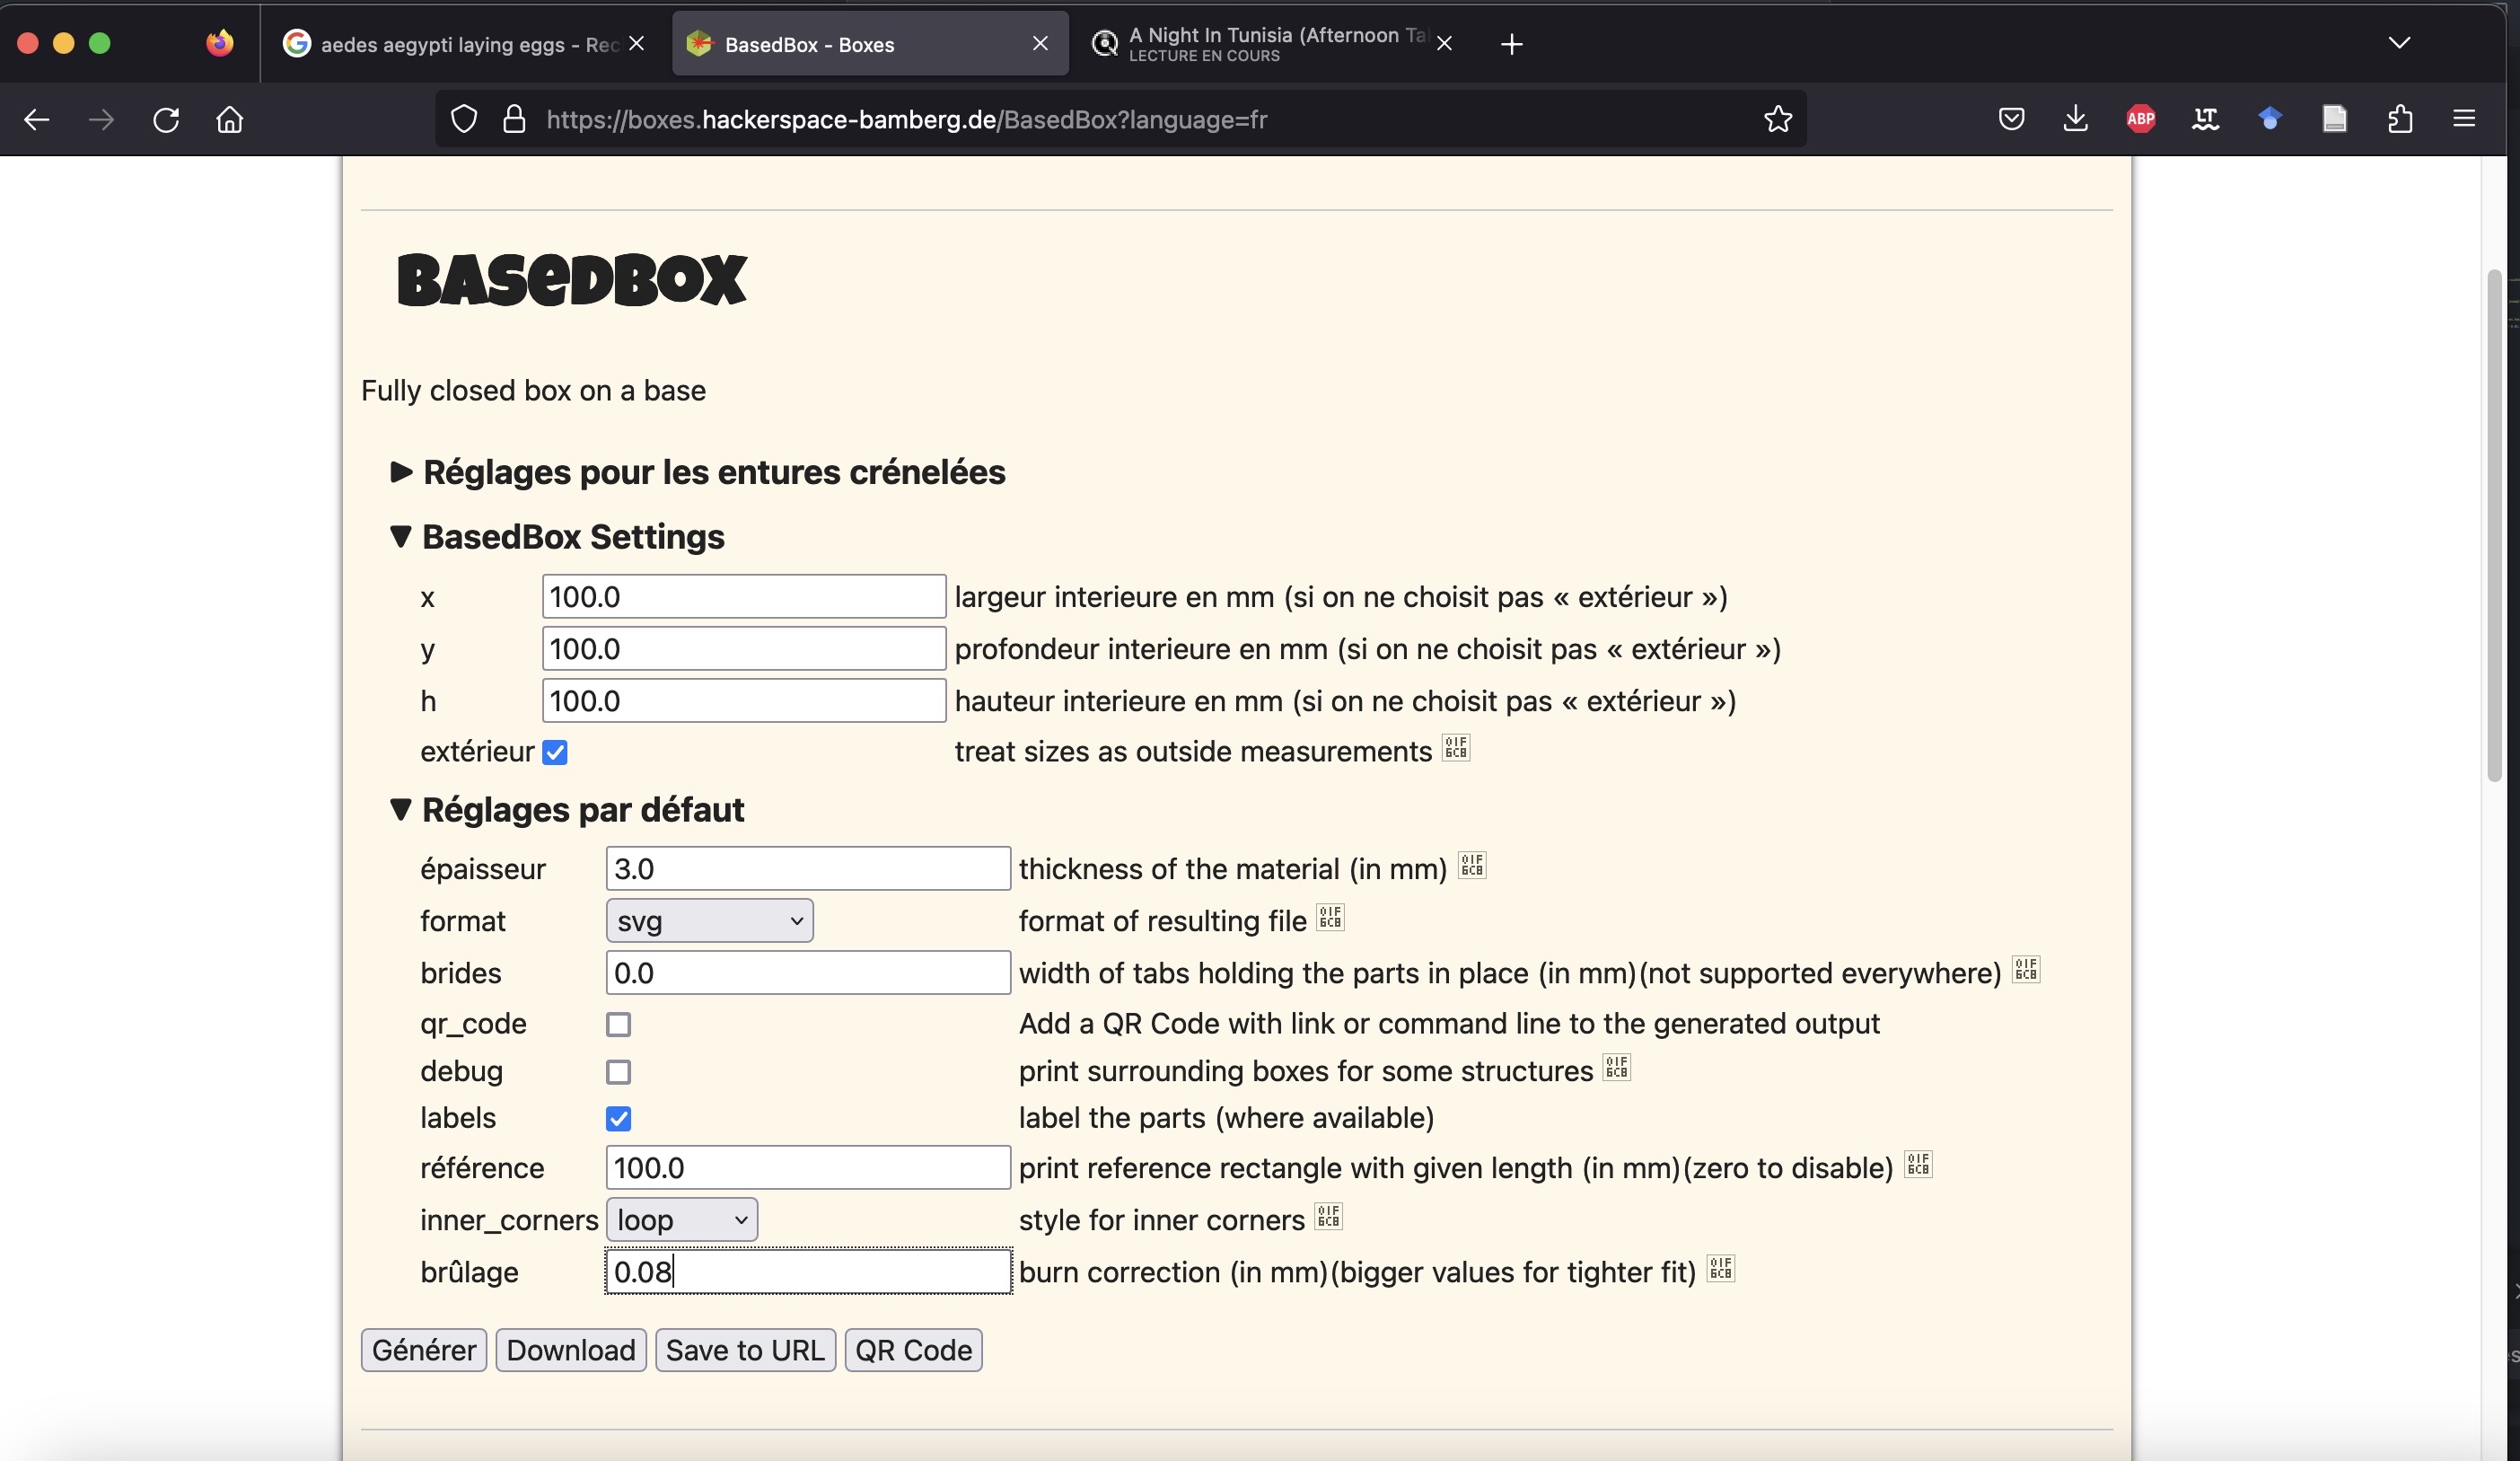 aedes aegypti laying eggs - Rec
BasedBox - Boxes
A Night In Tunisia (Afternoon Ta
LECTURE EN COURS
https://boxes.hackerspace-bamberg.de/BasedBox?language=fr
ABP
LT
BasedBox
Fully closed box on a base
Réglages pour les entures crénelées
BasedBox Settings
x 100.0 largeur interieure en mm (si on ne choisit pas « extérieur »)
y 100.0 profondeur interieure en mm (si on ne choisit pas « extérieur »)
h 100.0 hauteur interieure en mm (si on ne choisit pas « extérieur »)
extérieur treat sizes as outside measurements
Réglages par défaut
épaisseur 3.0 thickness of the material (in mm)
format svg format of resulting file
brides 0.0 width of tabs holding the parts in place (in mm)(not supported everywhere)
qr_code Add a QR Code with link or command line to the generated output
debug print surrounding boxes for some structures
labels label the parts (where available)
référence 100.0 print reference rectangle with given length (in mm)(zero to disable)
inner_corners loop style for inner corners
brûlage 0.08 burn correction (in mm)(bigger values for tighter fit)
Générer Download Save to URL QR Code